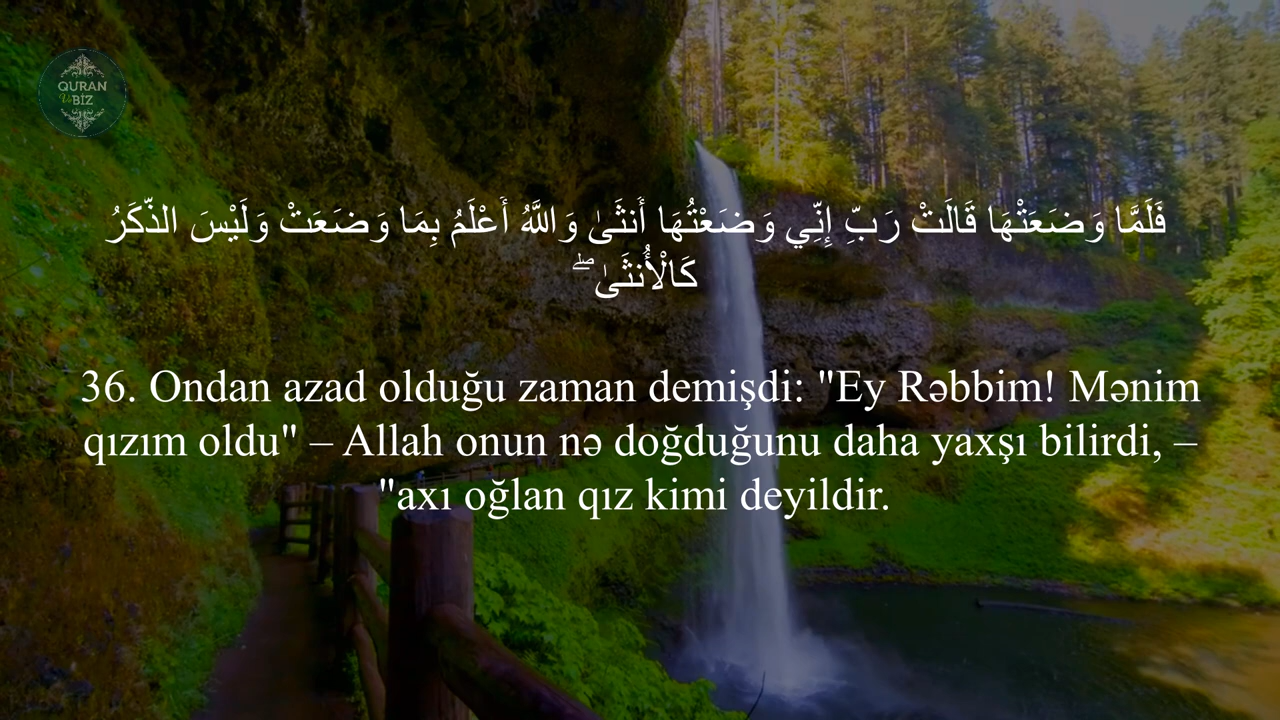 QURAN
Və BİZ
فَلَمَّا وَضَعَتْهَا قَالَتْ رَبِّ إِنِّي وَضَعْتُهَا أُنثَىٰ وَاللَّهُ أَعْلَمُ بِمَا وَضَعَتْ وَلَيْسَ الذَّكَرُ
كَالْأُنثَىٰ ۖ
36. Ondan azad olduğu zaman demişdi: "Ey Rəbbim! Mənim
qızım oldu" – Allah onun nə doğduğunu daha yaxşı bilirdi, –
"axı oğlan qız kimi deyildir.